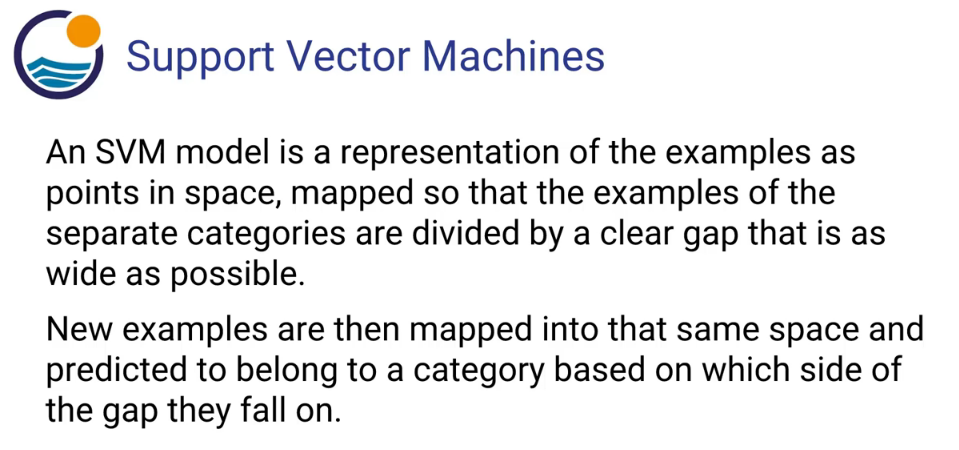 Support Vector Machines
An SVM model is a representation of the examples as
points in space, mapped so that the examples of the
separate categories are divided by a clear gap that is as
wide as possible.
New examples are then mapped into that same space and
predicted to belong to a category based on which side of
the gap they fall on.